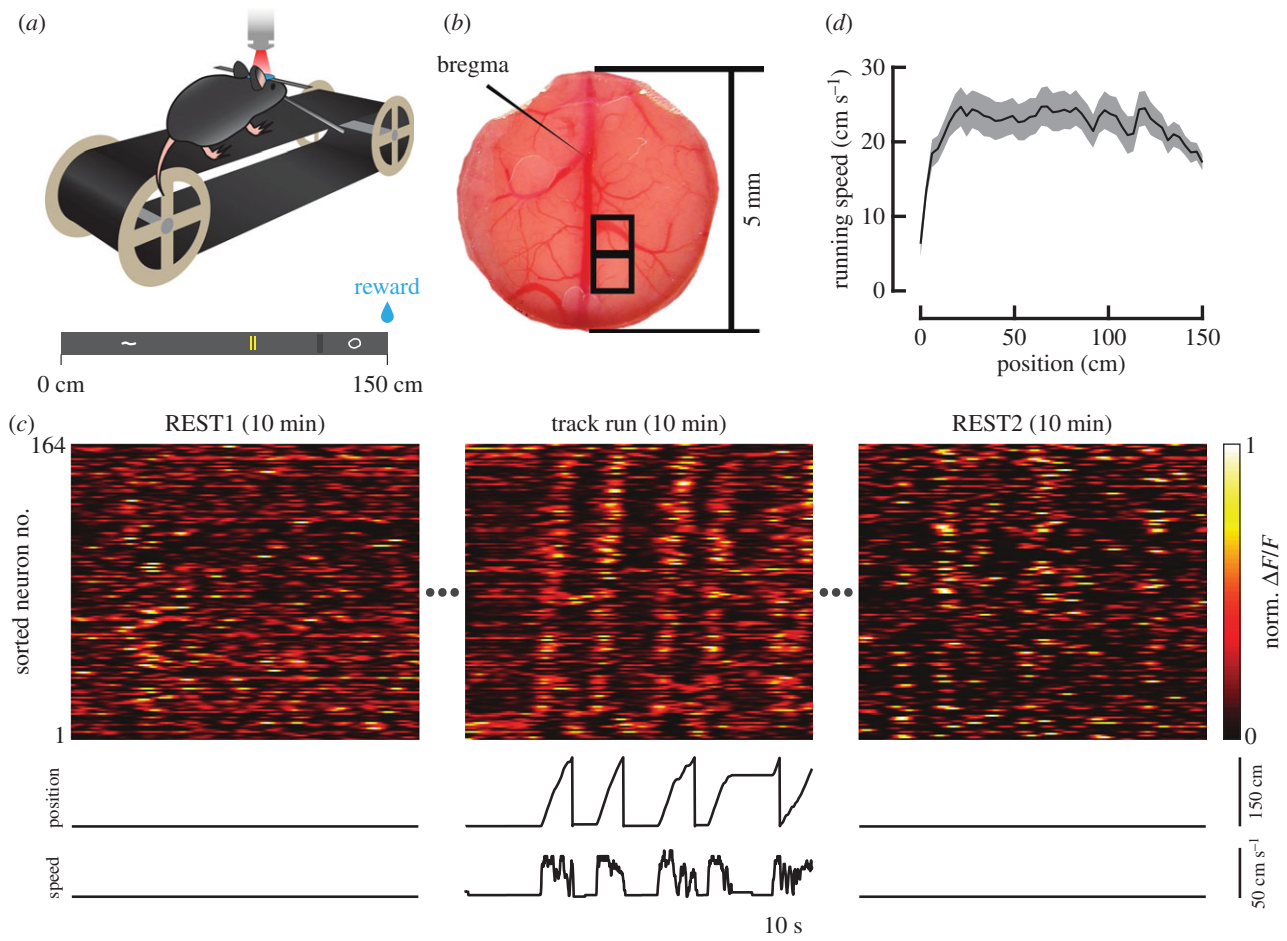 (a)
reward
0 cm
150 cm
(b)
bregma
5 mm
(d)
running speed (cm s⁻¹)
30
20
10
0
0
50
100
150
position (cm)
(c)
REST1 (10 min)
track run (10 min)
REST2 (10 min)
164
sorted neuron no.
1
1
norm. ΔF/F
0
position
150 cm
speed
50 cm s⁻¹
10 s